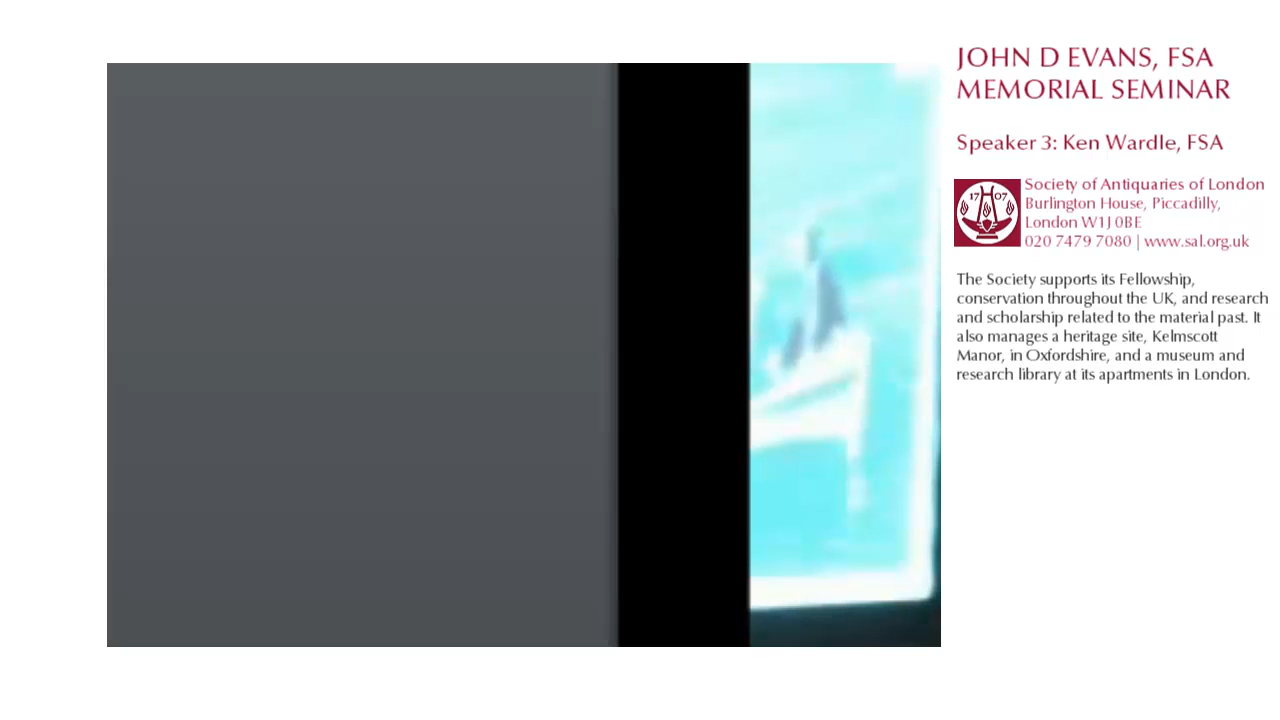 JOHN D EVANS, FSA
MEMORIAL SEMINAR
Speaker 3: Ken Wardle, FSA
17 07
Society of Antiquaries of London
Burlington House, Piccadilly,
London W1J 0BE
020 7479 7080 | www.sal.org.uk
The Society supports its Fellowship,
conservation throughout the UK, and research
and scholarship related to the material past. It
also manages a heritage site, Kelmscott
Manor, in Oxfordshire, and a museum and
research library at its apartments in London.